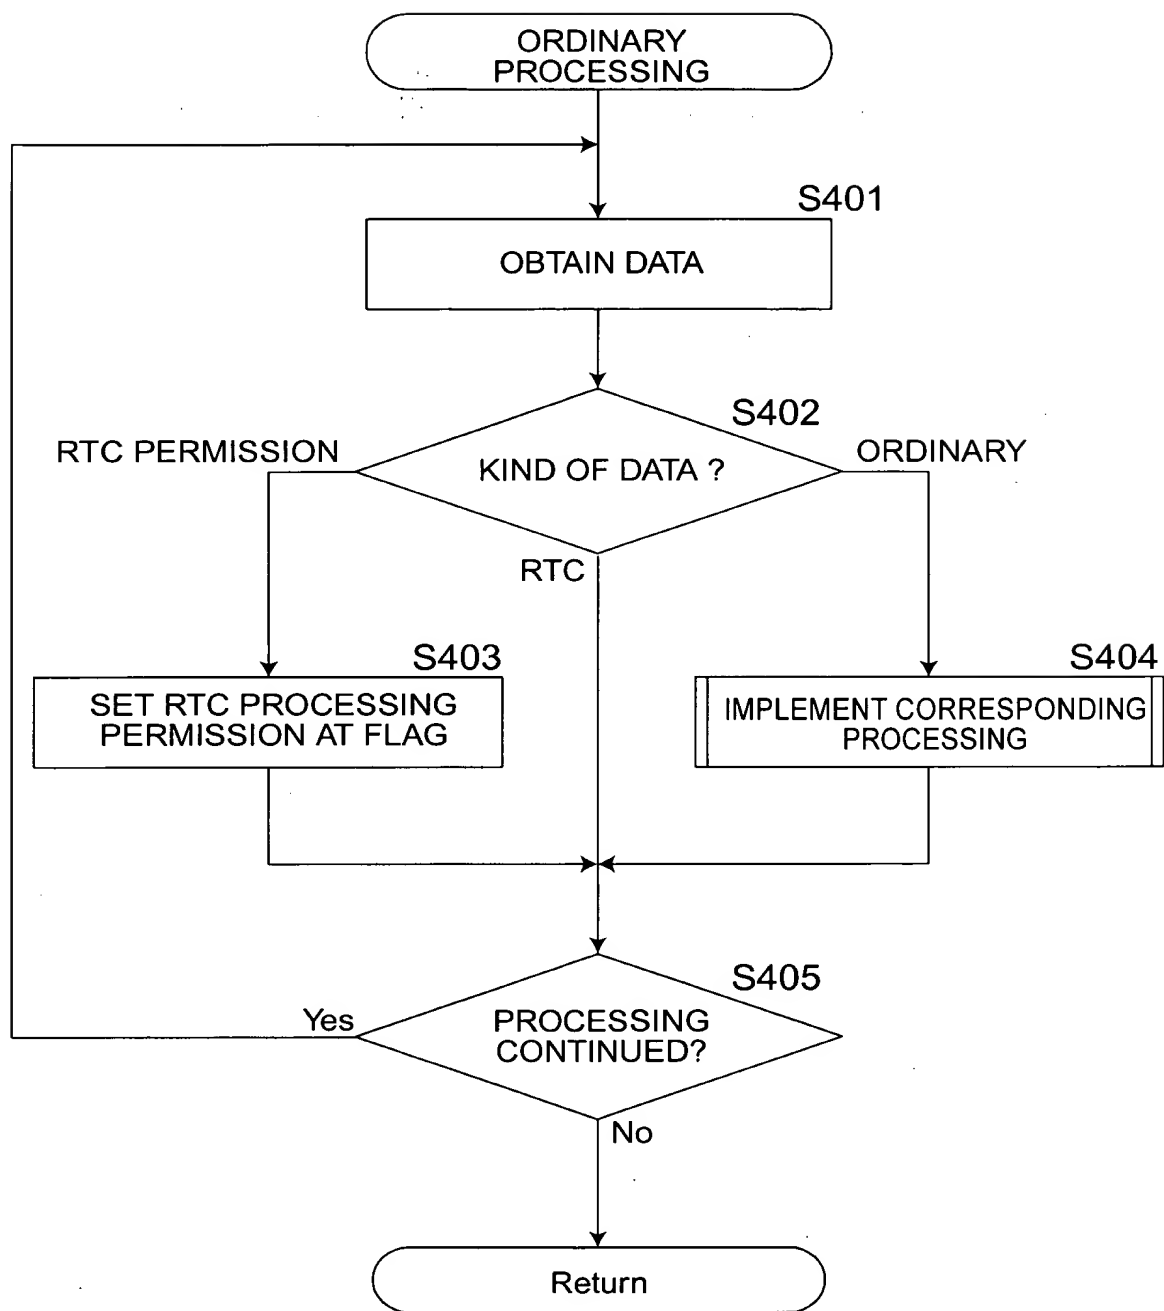 ORDINARY
PROCESSING
S401
OBTAIN DATA
S402
RTC PERMISSION
KIND OF DATA ?
ORDINARY
RTC
S403
SET RTC PROCESSING
PERMISSION AT FLAG
S404
IMPLEMENT CORRESPONDING
PROCESSING
S405
Yes
PROCESSING
CONTINUED?
No
Return